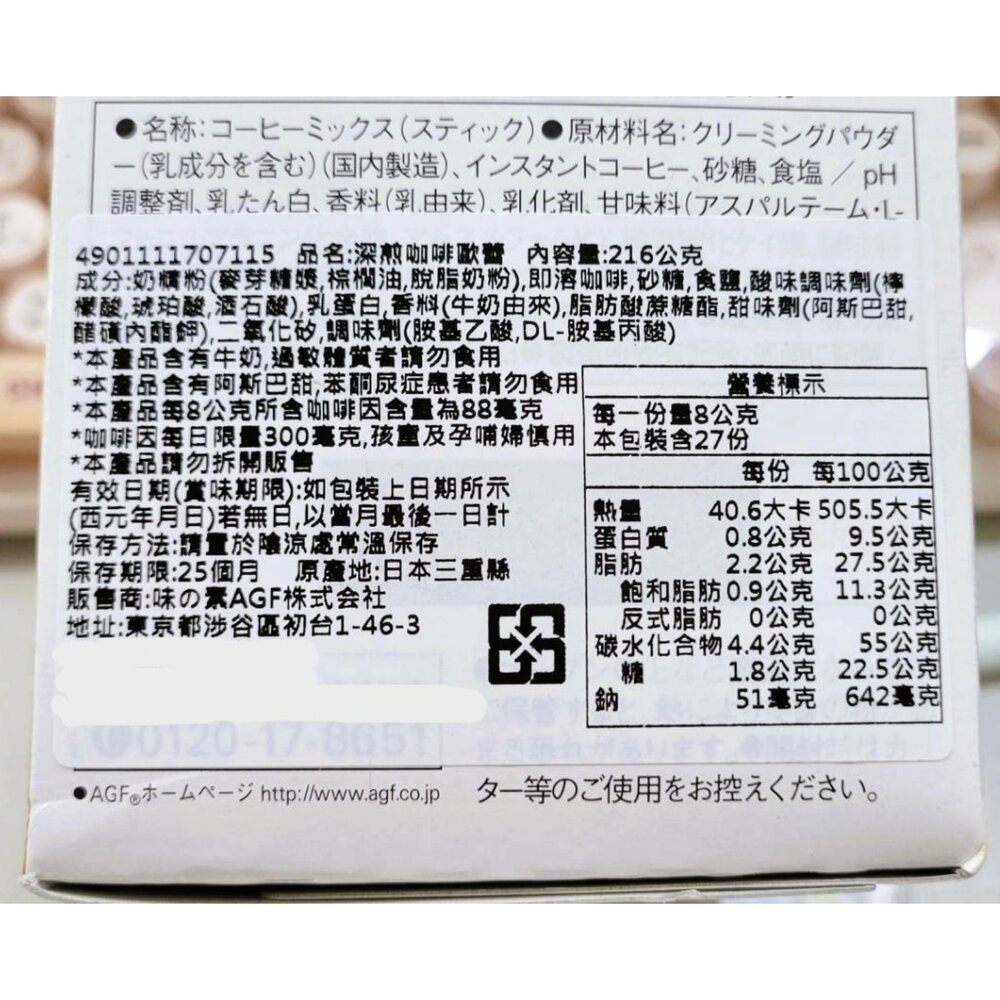 ●名称:コーヒーミックス(スティック)●原材料名:クリーミングパウダ
ー(乳成分を含む)(国内製造)、インスタントコーヒー、砂糖、食塩/pH
調整剤、乳たん白、香料(乳由来)、乳化剤、甘味料(アスパルテーム・L-
4901111707115 品名:深煎咖啡歐蕾 內容量:216公克
成分:奶精粉(麥芽糖漿,棕櫚油,脫脂奶粉),即溶咖啡,砂糖,食鹽,酸味調味劑(檸
檬酸,琥珀酸,酒石酸),乳蛋白,香料(牛奶由來),脂肪酸蔗糖酯,甜味劑(阿斯巴甜,
醋磺內酯鉀),二氧化矽,調味劑(胺基乙酸,DL-胺基丙酸)
*本產品含有牛奶,過敏體質者請勿食用
*本產品含有阿斯巴甜,苯酮尿症患者請勿食用
*本產品每8公克所含咖啡因含量為88毫克
*咖啡因每日限量300毫克,孩童及孕哺婦慎用
*本產品請勿拆開販售
有效日期(賞味期限):如包裝上日期所示
(西元年月日)若無日,以當月最後一日計
保存方法:請置於陰涼處常溫保存
保存期限:25個月 原產地:日本三重縣
販售商:味の素AGF株式会社
地址:東京都涉谷區初台1-46-3
營養標示
每一份量8公克
本包裝含27份
每份 每100公克
熱量 40.6大卡 505.5大卡
蛋白質 0.8公克 9.5公克
脂肪 2.2公克 27.5公克
飽和脂肪 0.9公克 11.3公克
反式脂肪 0公克 0公克
碳水化合物 4.4公克 55公克
糖 1.8公克 22.5公克
鈉 51毫克 642毫克
0120-17-8651
●AGF®ホームページ http://www.agf.co.jp
ター等のご使用をお控えください。